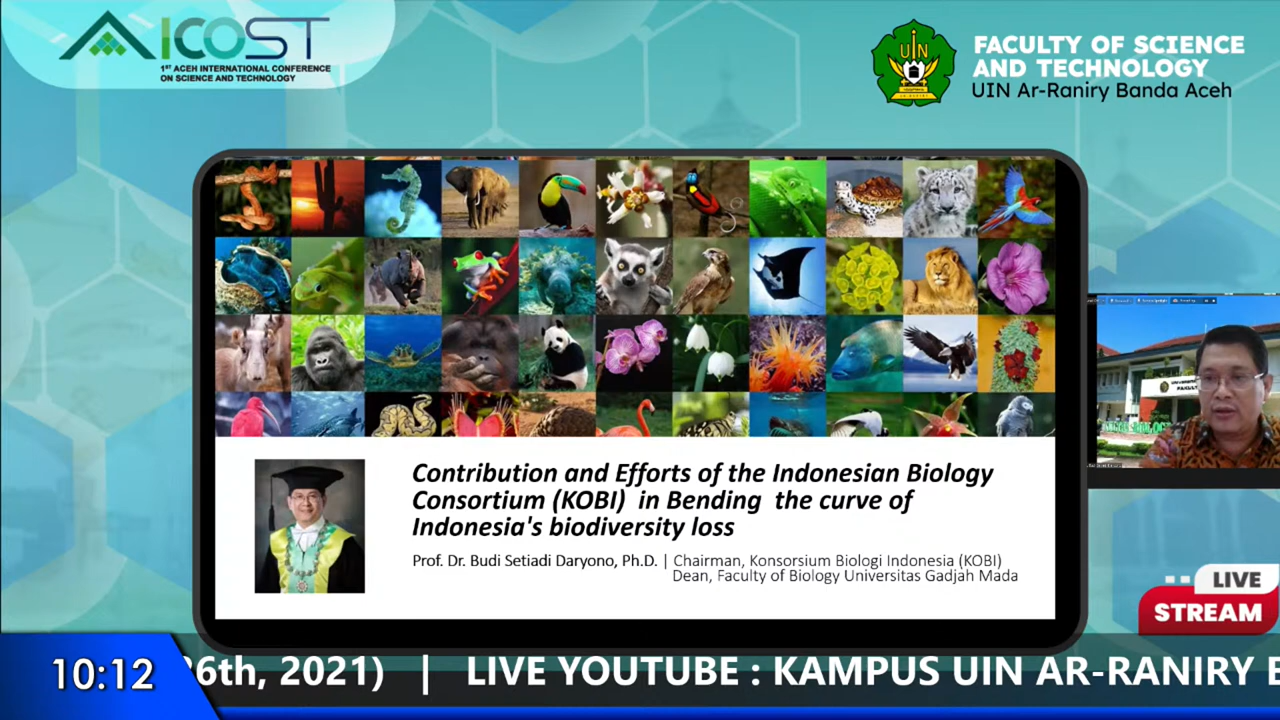 AICOST
1ST ACEH INTERNATIONAL CONFERENCE
ON SCIENCE AND TECHNOLOGY
UIN
FACULTY OF SCIENCE
AND TECHNOLOGY
UIN Ar-Raniry Banda Aceh
Contribution and Efforts of the Indonesian Biology
Consortium (KOBI) in Bending the curve of
Indonesia's biodiversity loss
Prof. Dr. Budi Setiadi Daryono, Ph.D. | Chairman, Konsorsium Biologi Indonesia (KOBI)
Dean, Faculty of Biology Universitas Gadjah Mada
LIVE
STREAM
10:12
6th, 2021) | LIVE YOUTUBE : KAMPUS UIN AR-RANIRY